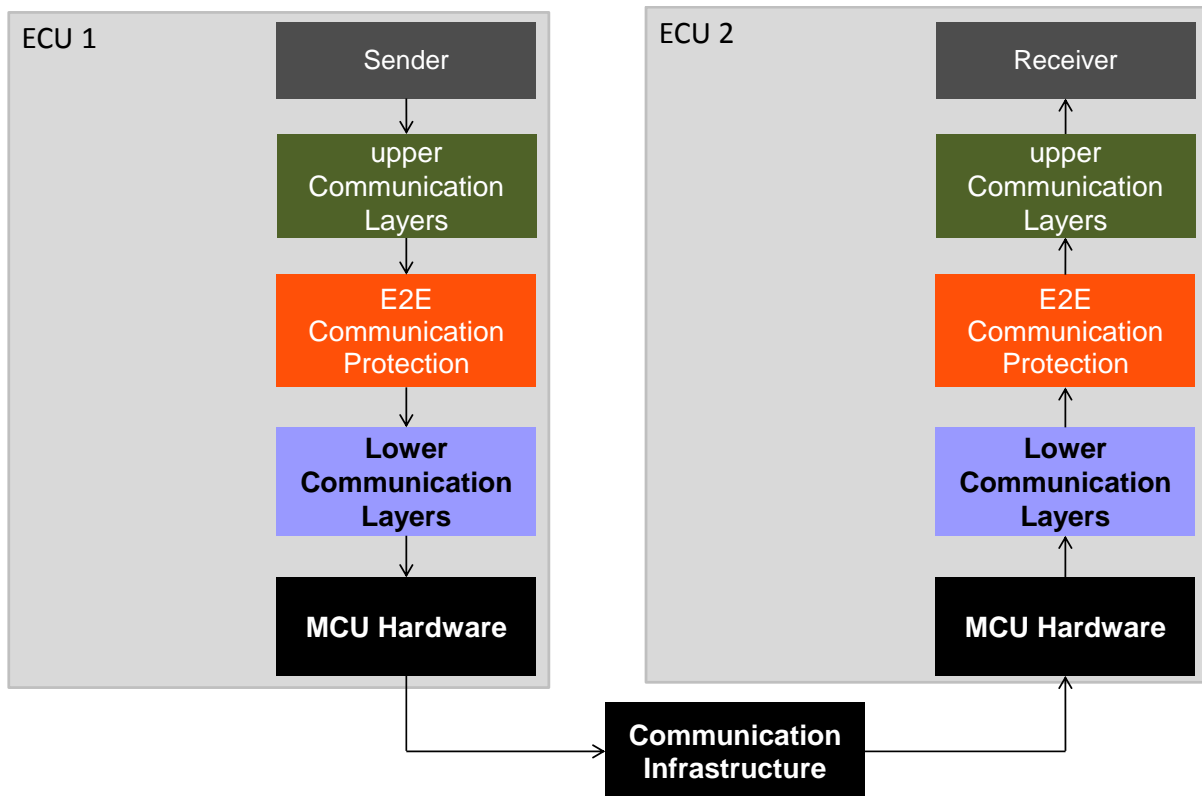 ECU 1
Sender
upper
Communication
Layers
E2E
Communication
Protection
Lower
Communication
Layers
MCU Hardware
ECU 2
Receiver
upper
Communication
Layers
E2E
Communication
Protection
Lower
Communication
Layers
MCU Hardware
Communication
Infrastructure